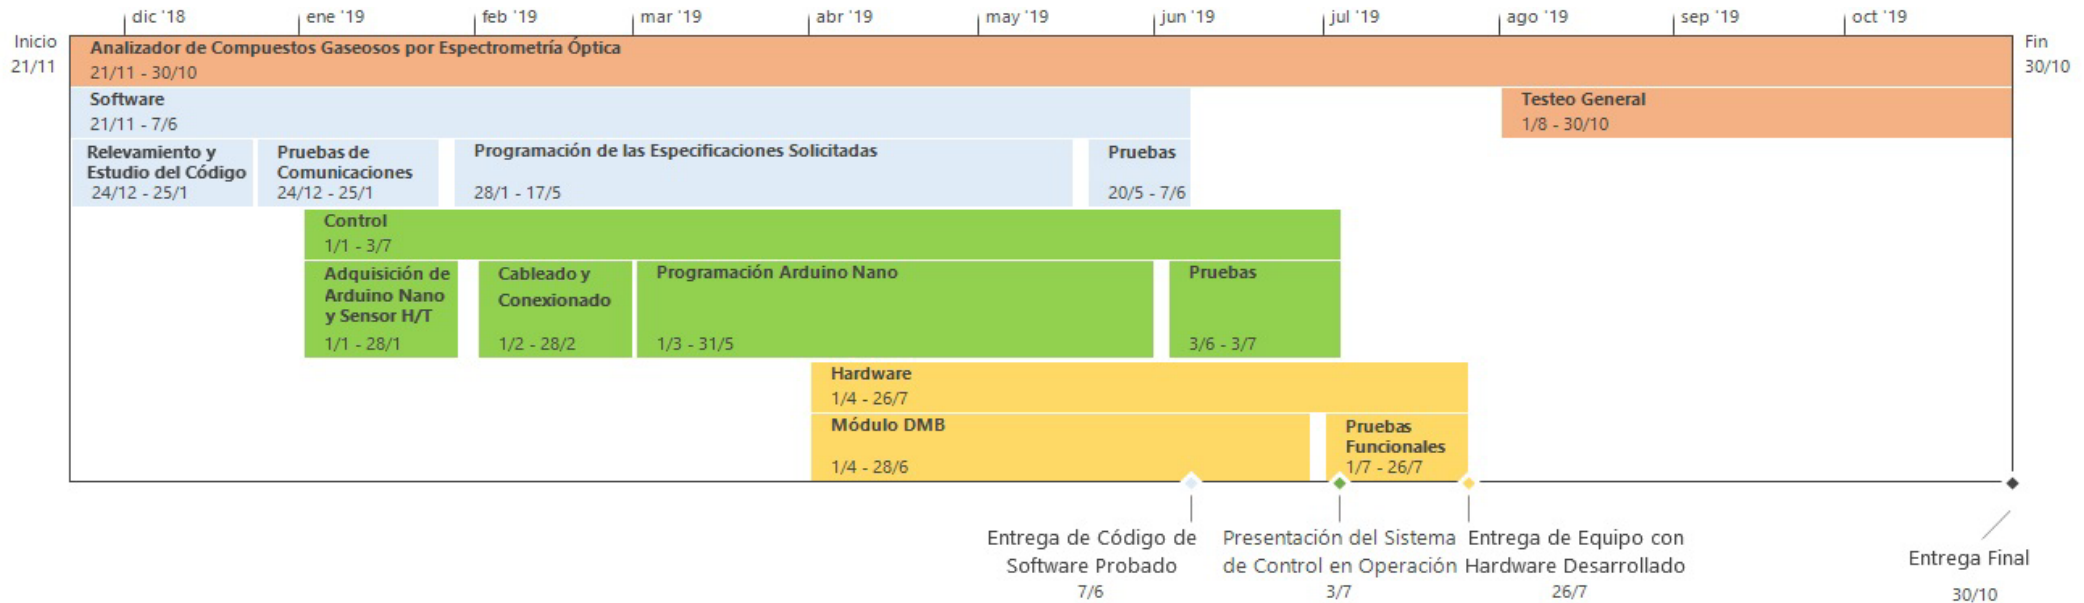 dic '18
ene '19
feb '19
mar '19
abr '19
may '19
jun '19
jul '19
ago '19
sep '19
oct '19
Inicio
21/11
Fin
30/10
Analizador de Compuestos Gaseosos por Espectrometría Óptica
21/11 - 30/10
Software
21/11 - 7/6
Testeo General
1/8 - 30/10
Relevamiento y
Estudio del Código
24/12 - 25/1
Pruebas de
Comunicaciones
24/12 - 25/1
Programación de las Especificaciones Solicitadas
28/1 - 17/5
Pruebas
20/5 - 7/6
Control
1/1 - 3/7
Adquisición de
Arduino Nano
y Sensor H/T
1/1 - 28/1
Cableado y
Conexionado
1/2 - 28/2
Programación Arduino Nano
1/3 - 31/5
Pruebas
3/6 - 3/7
Hardware
1/4 - 26/7
Módulo DMB
1/4 - 28/6
Pruebas
Funcionales
1/7 - 26/7
Entrega de Código de
Software Probado
7/6
Presentación del Sistema
de Control en Operación
3/7
Entrega de Equipo con
Hardware Desarrollado
26/7
Entrega Final
30/10